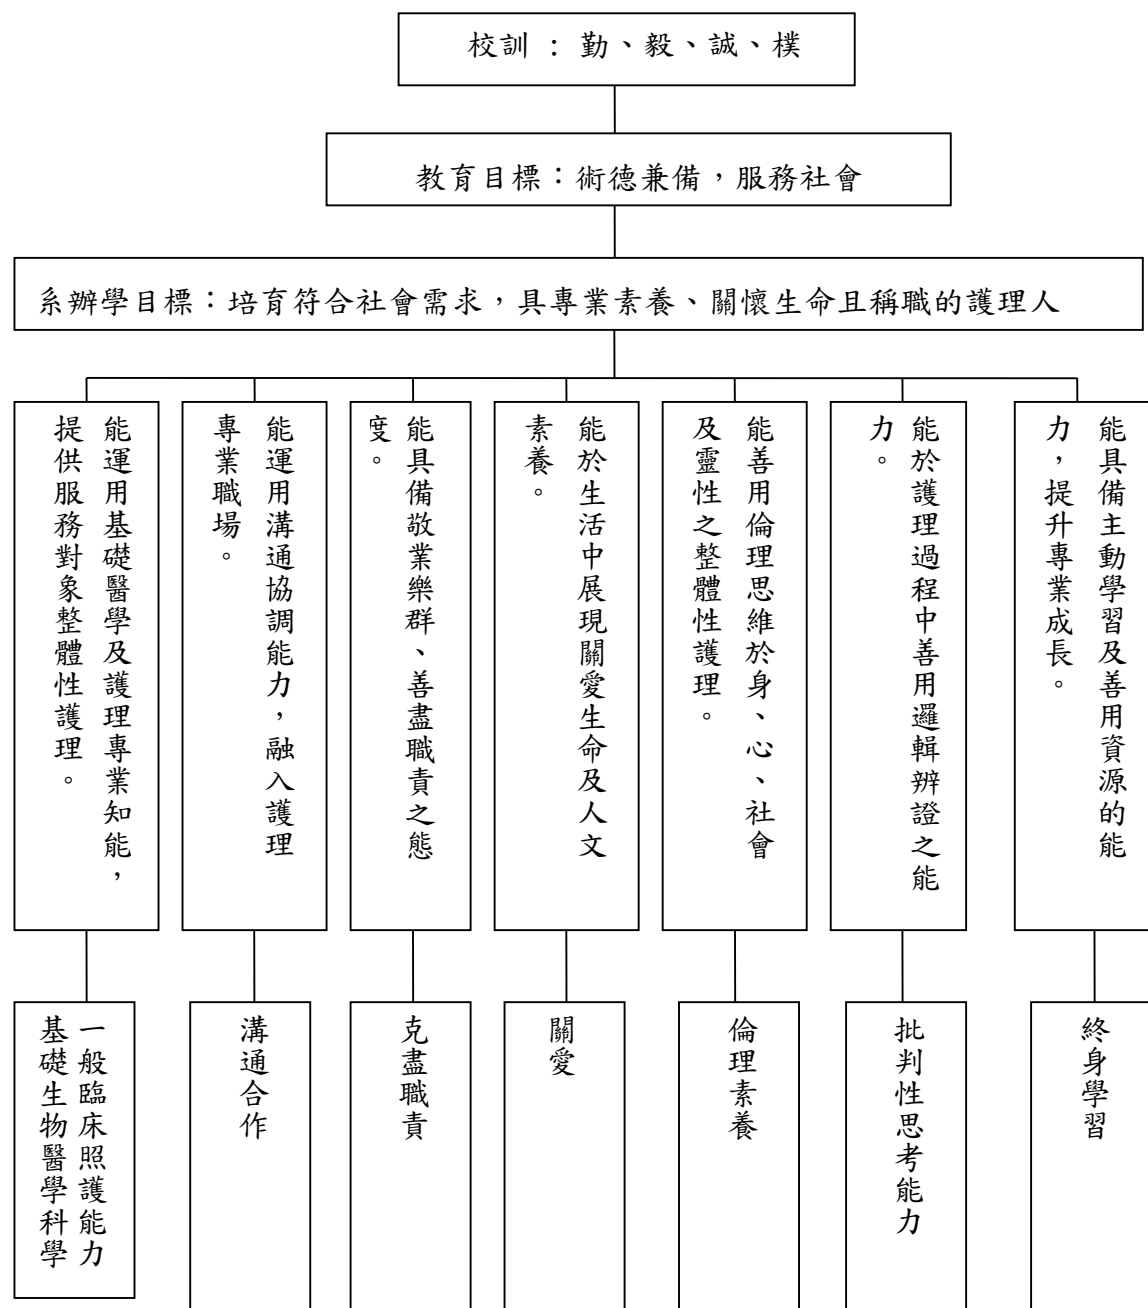 校訓 : 勤、毅、誠、樸
教育目標：術德兼備，服務社會
系辦學目標：培育符合社會需求，具專業素養、關懷生命且稱職的護理人
能運用基礎醫學及護理專業知能，
提供服務對象整體性護理。
能運用溝通協調能力，融入護理
專業職場。
能具備敬業樂群、善盡職責之態
度。
能於生活中展現關愛生命及人文
素養。
能善用倫理思維於身、心、社會
及靈性之整體性護理。
能於護理過程中善用邏輯辨證之能
力。
能具備主動學習及善用資源的能
力，提升專業成長。
一般臨床照護能力
基礎生物醫學科學
溝通合作
克盡職責
關愛
倫理素養
批判性思考能力
終身學習